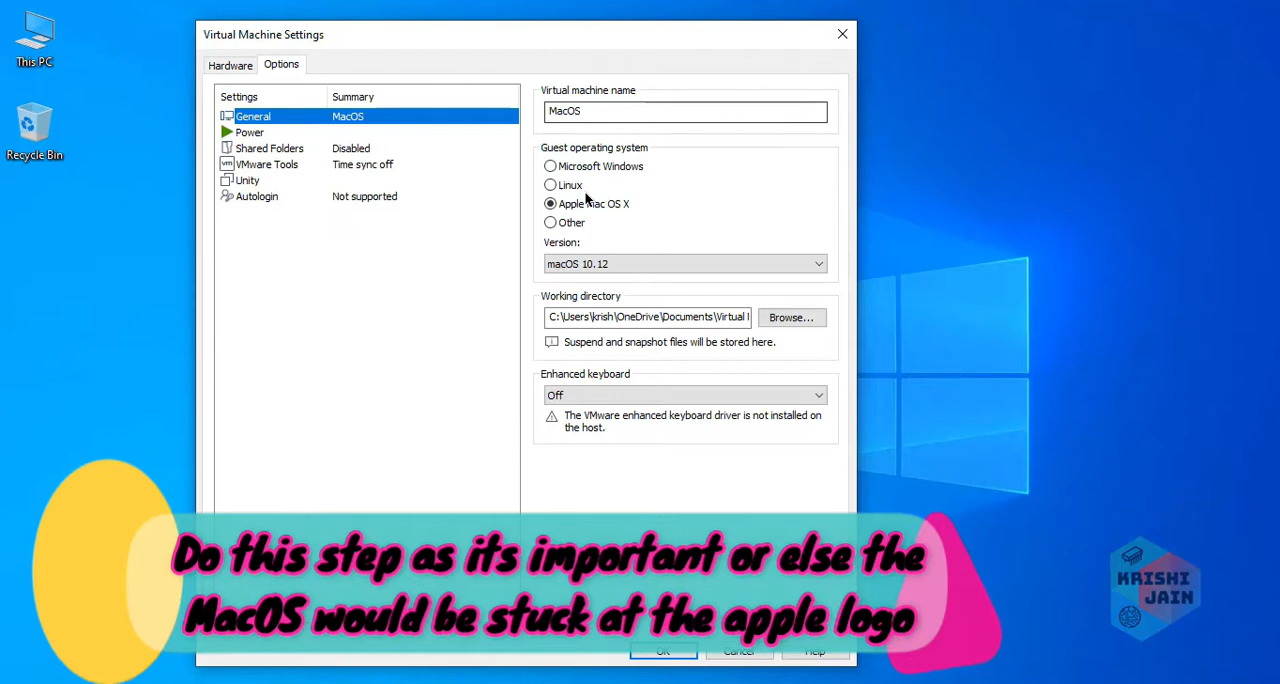 This PC
Recycle Bin
Virtual Machine Settings
Hardware
Options
Settings
Summary
General
MacOS
Power
Shared Folders
Disabled
vm
VMware Tools
Time sync off
Unity
Autologin
Not supported
Virtual machine name
MacOS
Guest operating system
Microsoft Windows
Linux
Apple Mac OS X
Other
Version:
macOS 10.12
Working directory
C:\Users\krish\OneDrive\Documents\Virtual
Browse...
Suspend and snapshot files will be stored here.
Enhanced keyboard
Off
The VMware enhanced keyboard driver is not installed on
the host.
Do this step as its important or else the
MacOS would be stuck at the apple logo
OK
Cancel
Help
KRISHI
JAIN